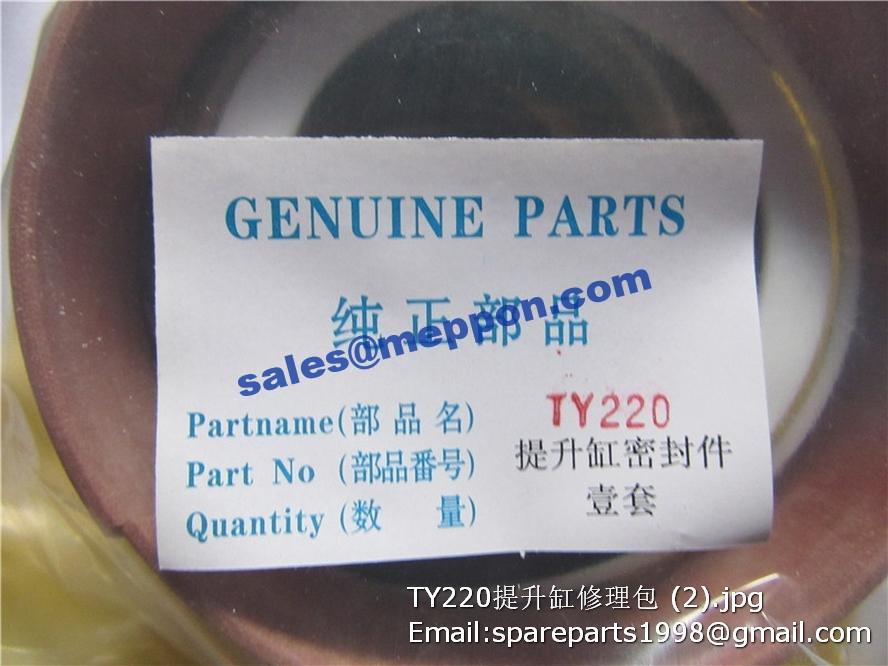 GENUINE PARTS
纯正部品
sales@meppon.com
Partname(部品名) TY220
Part No (部品番号) 提升缸密封件
Quantity (数 量) 壹套
TY220提升缸修理包 (2).jpg
Email:spareparts1998@gmail.com